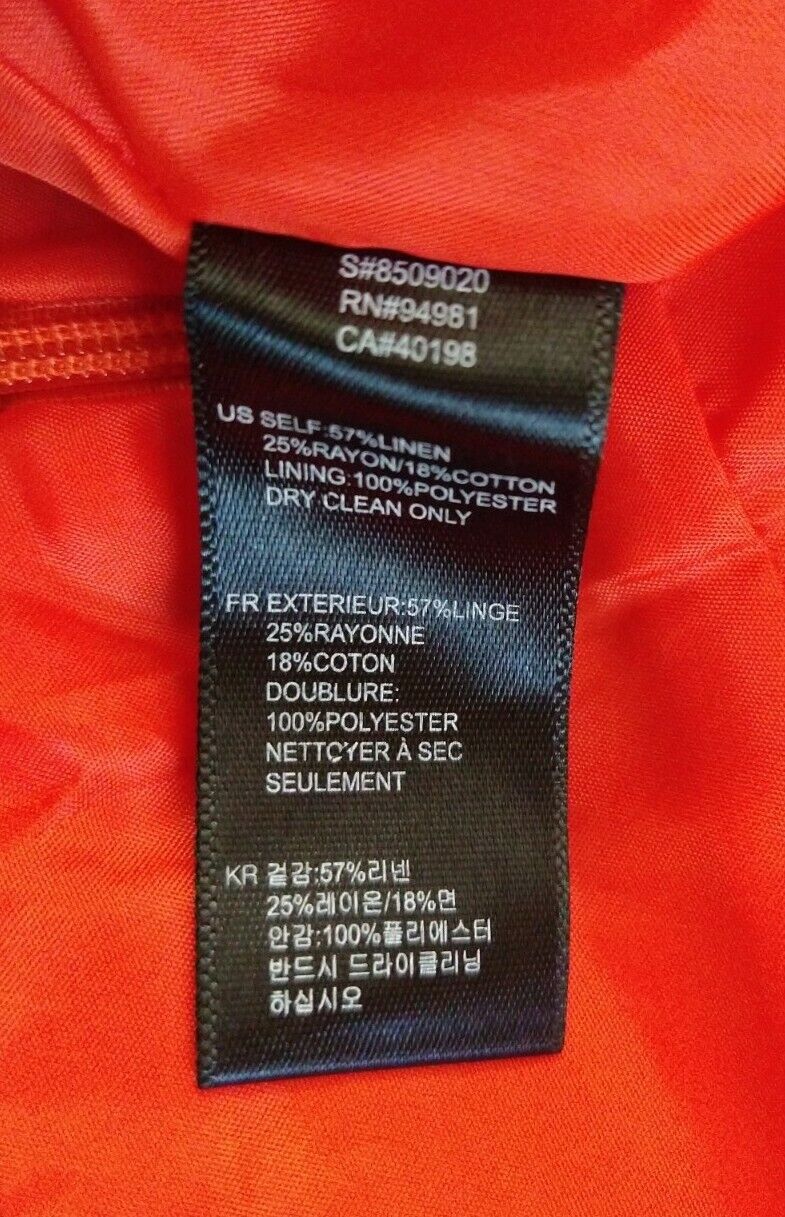 S#8509020
RN#94981
CA#40198
US SELF:57%LINEN
25%RAYON/18%COTTON
LINING:100%POLYESTER
DRY CLEAN ONLY
FR EXTERIEUR:57%LINGE
25%RAYONNE
18%COTON
DOUBLURE:
100%POLYESTER
NETTOYER À SEC
SEULEMENT
KR 겉감:57%리넨
25%레이온/18%면
안감:100%폴리에스터
반드시 드라이클리닝
하십시오